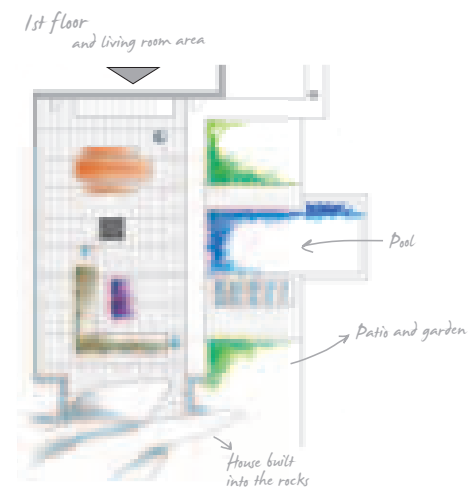 1st floor
and living room area
Pool
Patio and garden
House built
into the rocks